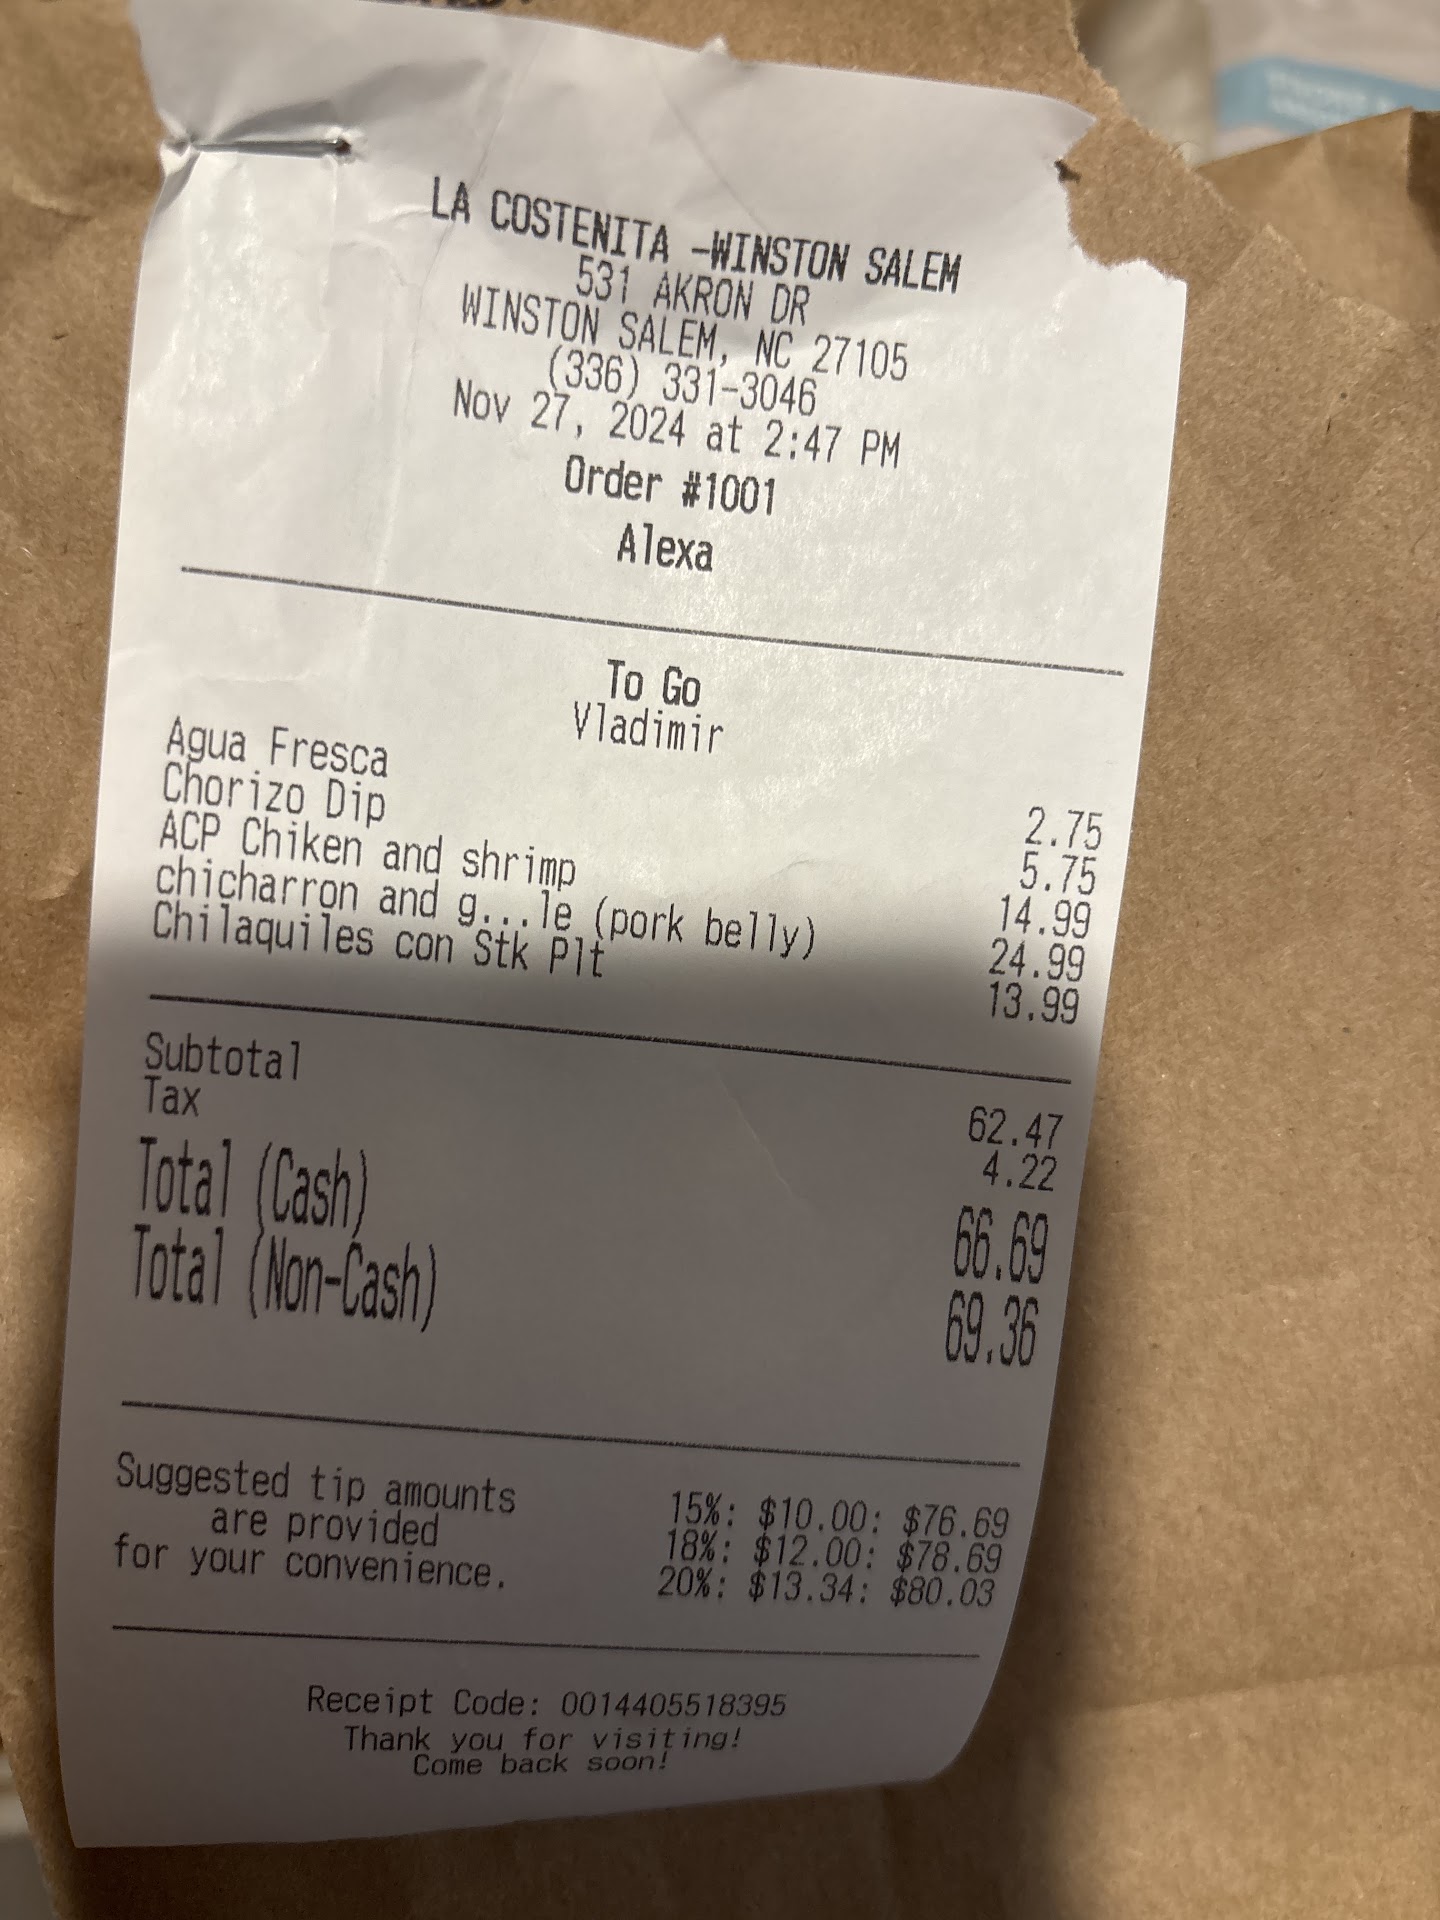 LA COSTENITA -WINSTON SALEM
531 AKRON DR
WINSTON SALEM, NC 27105
(336) 331-3046
Nov 27, 2024 at 2:47 PM
Order #1001
Alexa
To Go
Vladimir
Agua Fresca 2.75
Chorizo Dip 5.75
ACP Chiken and shrimp 14.99
chicharron and g...le (pork belly) 24.99
Chilaquiles con Stk Plt 13.99
Subtotal 62.47
Tax 4.22
Total (Cash) 66.69
Total (Non-Cash) 69.36
Suggested tip amounts 15%: $10.00: $76.69
are provided 18%: $12.00: $78.69
for your convenience. 20%: $13.34: $80.03
Receipt Code: 0014405518395
Thank you for visiting!
Come back soon!